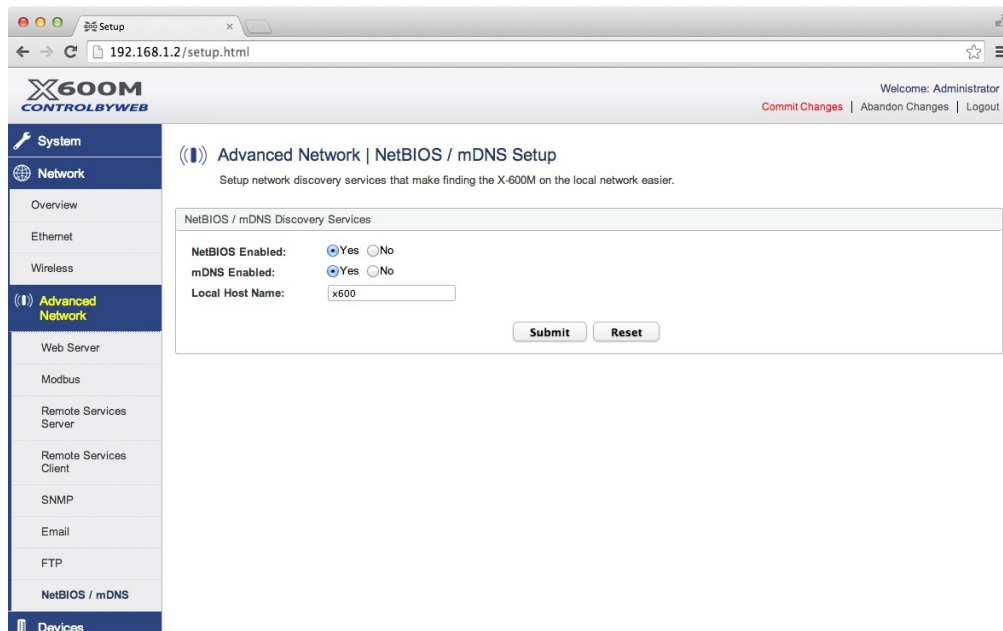 Setup
192.168.1.2/setup.html
X600M
CONTROLBYWEB
Welcome: Administrator
Commit Changes | Abandon Changes | Logout
System
Network
Overview
Ethernet
Wireless
Advanced
Network
Web Server
Modbus
Remote Services
Server
Remote Services
Client
SNMP
Email
FTP
NetBIOS / mDNS
Devices
Advanced Network | NetBIOS / mDNS Setup
Setup network discovery services that make finding the X-600M on the local network easier.
NetBIOS / mDNS Discovery Services
NetBIOS Enabled: Yes No
mDNS Enabled: Yes No
Local Host Name: x600
Submit Reset